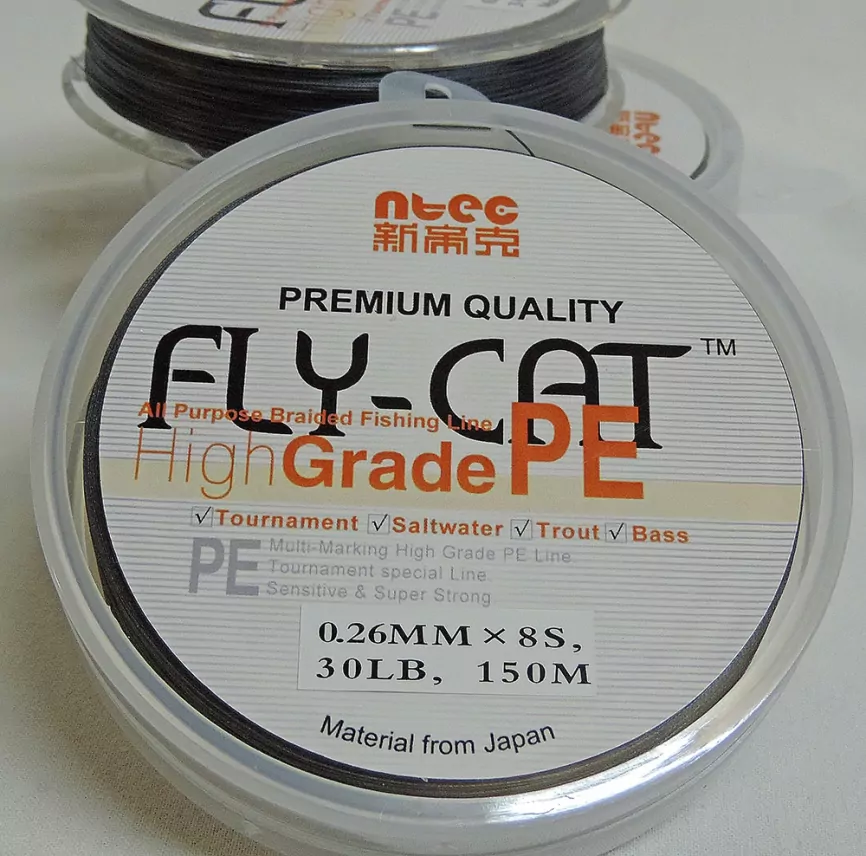 ntec
新帝克
PREMIUM QUALITY
FLY-CAT™
All Purpose Braided Fishing Line
HighGrade PE
☑Tournament ☑Saltwater ☑Trout ☑Bass
PE
Multi-Marking High Grade PE Line.
Tournament special Line.
Sensitive & Super Strong
0.26MM×8S,
30LB, 150M
Material from Japan